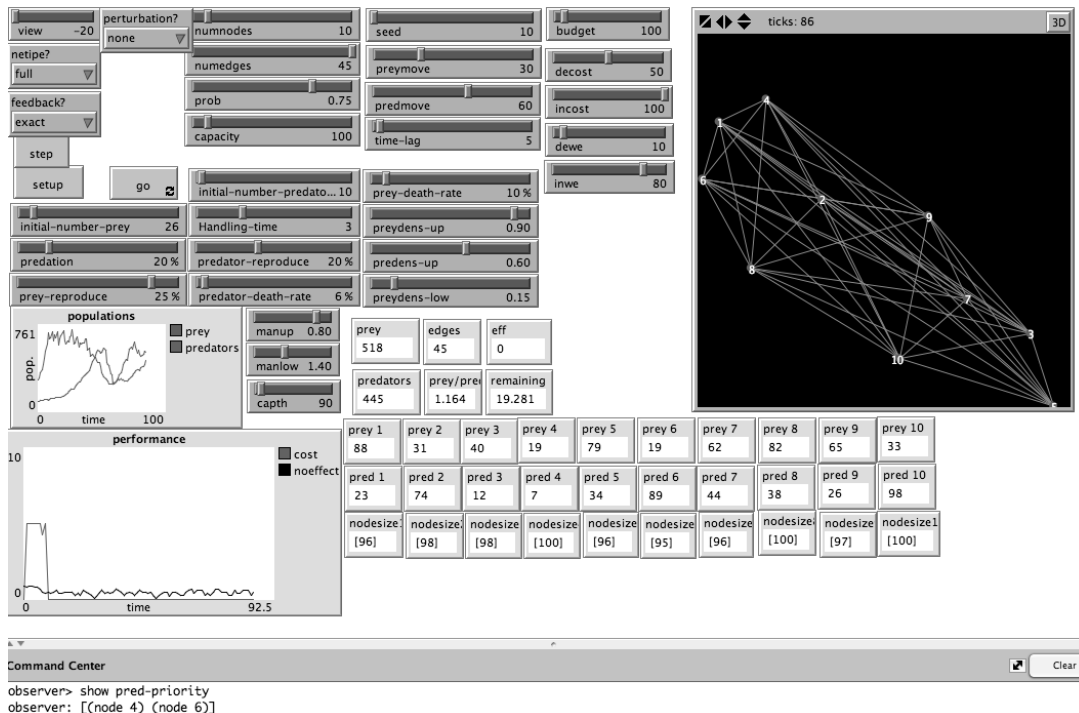 view -20
perturbation?
none
numnodes 10
seed 10
budget 100
ticks: 86
3D
netipe?
full
numedges 45
preymove 30
decost 50
feedback?
exact
prob 0.75
predmove 60
incost 100
capacity 100
time-lag 5
dewe 10
step
setup
go
initial-number-predato... 10
prey-death-rate 10 %
inwe 80
initial-number-prey 26
Handling-time 3
preydens-up 0.90
predation 20 %
predator-reproduce 20 %
predens-up 0.60
prey-reproduce 25 %
predator-death-rate 6 %
preydens-low 0.15
4
1
6
2
9
8
7
3
10
populations
761
pop.
0
0 time 100
prey
predators
manup 0.80
manlow 1.40
capth 90
prey
518
edges
45
eff
0
predators
445
prey/pre
1.164
remaining
19.281
performance
10
0
0 time 92.5
cost
noeffect
prey 1 prey 2 prey 3 prey 4 prey 5 prey 6 prey 7 prey 8 prey 9 prey 10
88 31 40 19 79 19 62 82 65 33
pred 1 pred 2 pred 3 pred 4 pred 5 pred 6 pred 7 pred 8 pred 9 pred 10
23 74 12 7 34 89 44 38 26 98
nodesize nodesize nodesize nodesize nodesize nodesize nodesize nodesize nodesize nodesize1
[96] [98] [98] [100] [96] [95] [96] [100] [97] [100]
Command Center
Clear
observer> show pred-priority
observer: [(node 4) (node 6)]